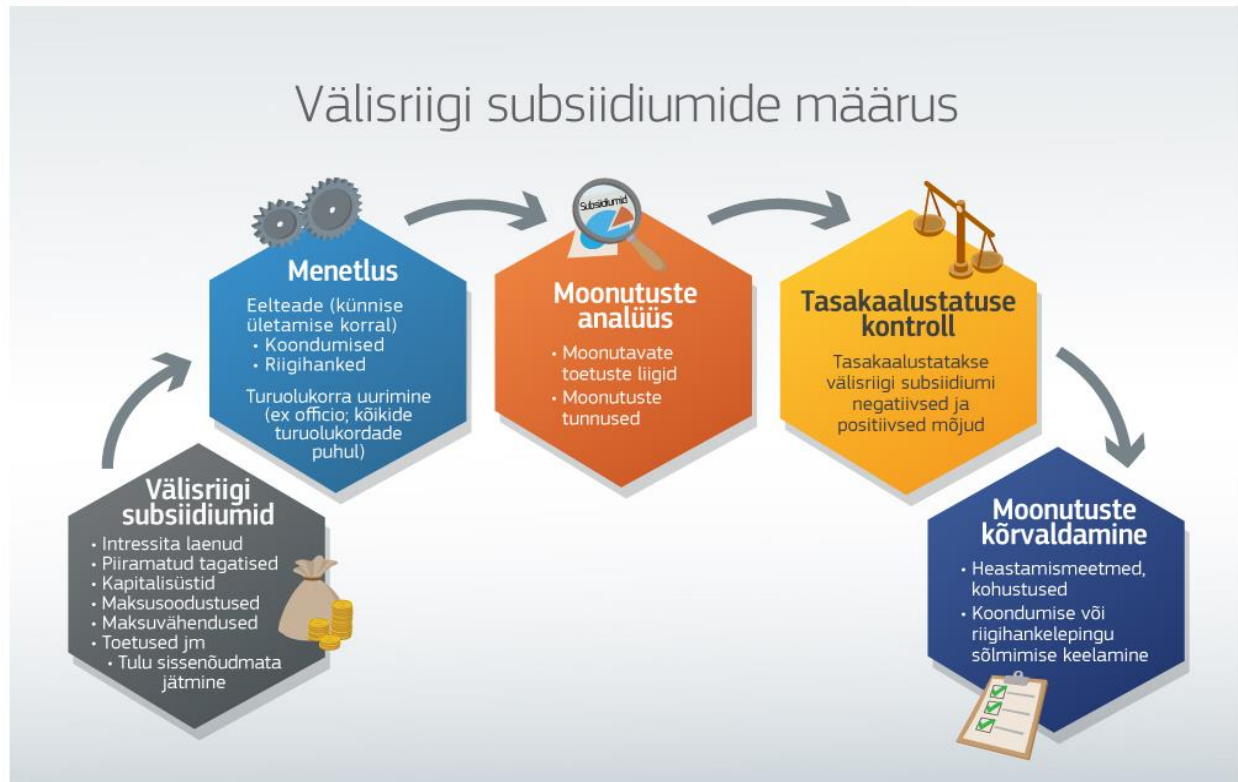 Välisriigi subsiidiumide määrus
Välisriigi
subsiidiumid
• Intressita laenud
• Piiramatud tagatised
• Kapitalisüstid
• Maksusoodustused
• Maksuvähendused
• Toetused jm
• Tulu sissenõudmata
jätmine
Menetlus
Eelteade (künnise
ületamise korral)
• Koondumised
• Riigihanked
Turuolukorra uurimine
(ex officio; kõikide
turuolukordade
puhul)
Subsiidiumid
Moonutuste
analüüs
• Moonutavate
toetuste liigid
• Moonutuste
tunnused
Tasakaalustatuse
kontroll
Tasakaalustatakse
välisriigi subsiidiumi
negatiivsed ja
positiivsed mõjud
Moonutuste
kõrvaldamine
• Heastamismeetmed,
kohustused
• Koondumise või
riigihankelepingu
sõlmimise keelamine